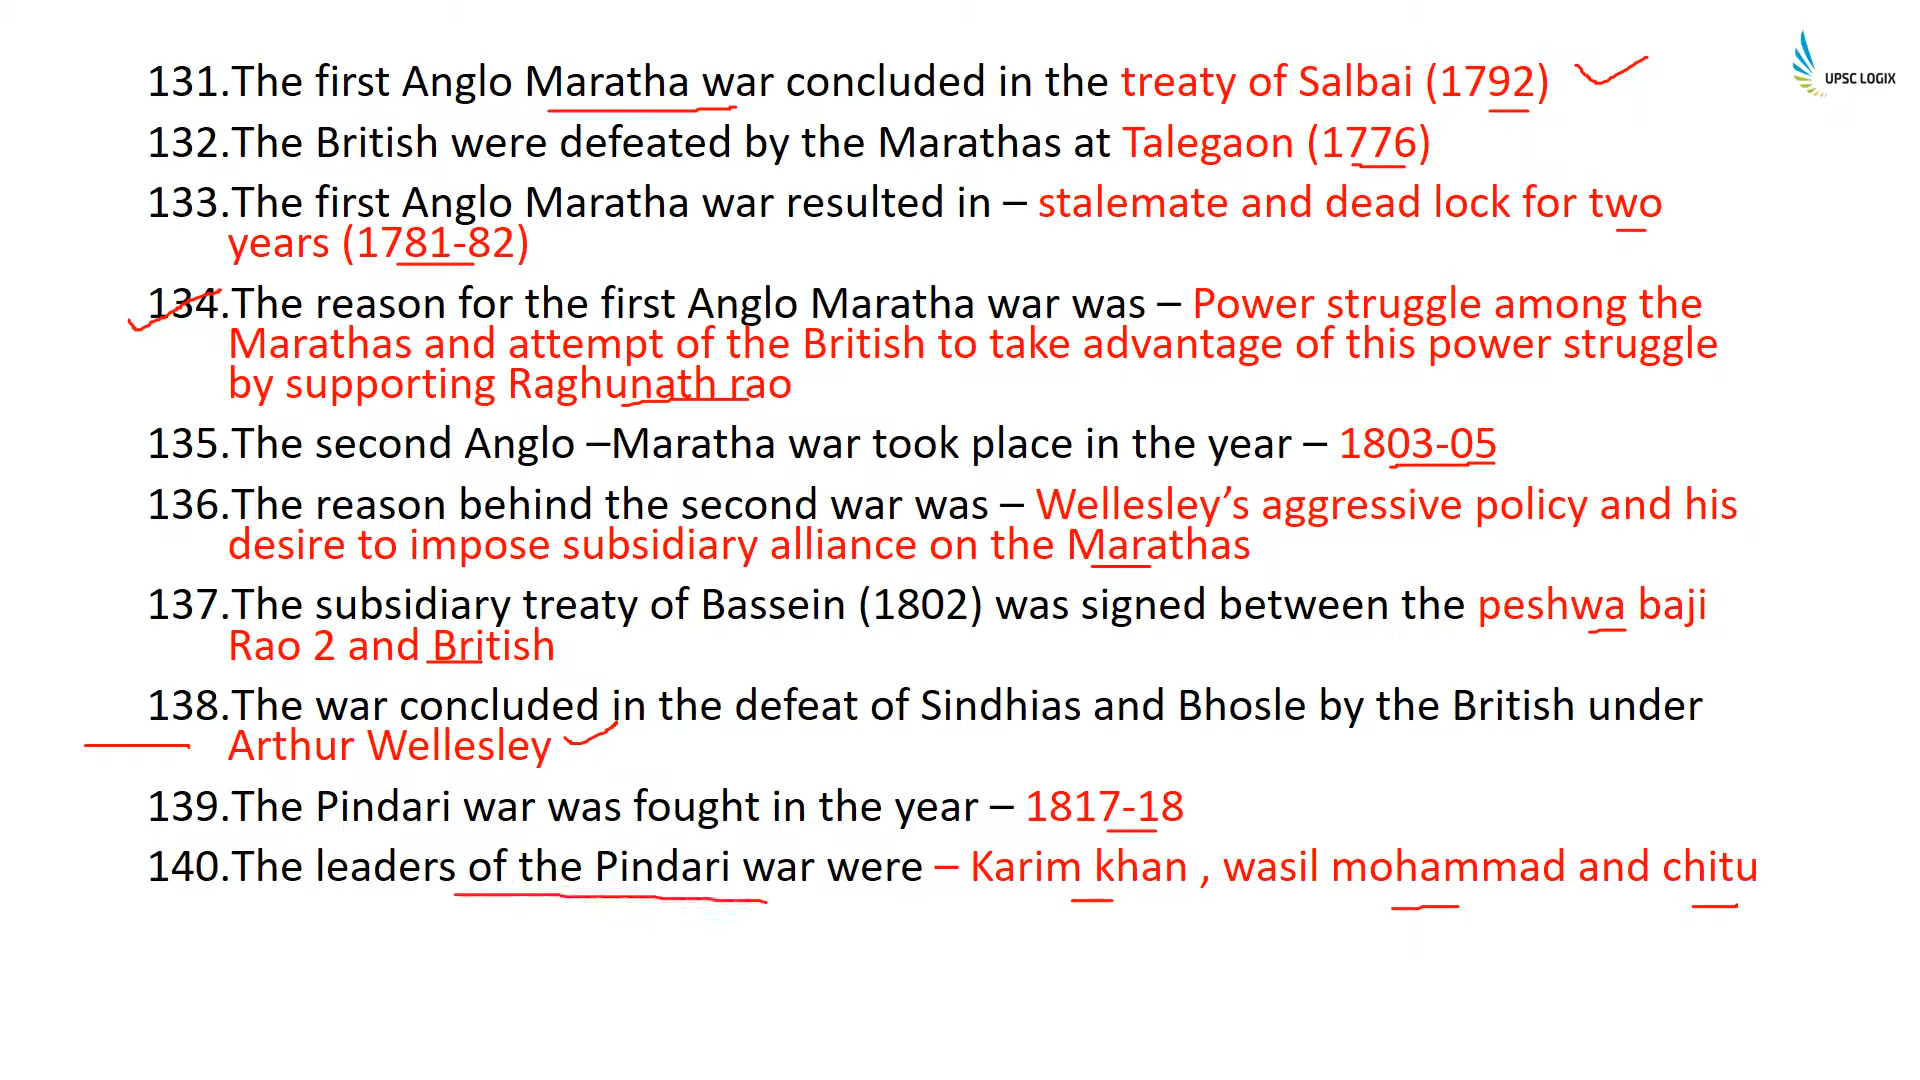 131.The first Anglo Maratha war concluded in the treaty of Salbai (1792)
UPSC LOGIX
132.The British were defeated by the Marathas at Talegaon (1776)
133.The first Anglo Maratha war resulted in – stalemate and dead lock for two
years (1781-82)
134.The reason for the first Anglo Maratha war was – Power struggle among the
Marathas and attempt of the British to take advantage of this power struggle
by supporting Raghunath rao
135.The second Anglo –Maratha war took place in the year – 1803-05
136.The reason behind the second war was – Wellesley’s aggressive policy and his
desire to impose subsidiary alliance on the Marathas
137.The subsidiary treaty of Bassein (1802) was signed between the peshwa baji
Rao 2 and British
138.The war concluded in the defeat of Sindhias and Bhosle by the British under
Arthur Wellesley
139.The Pindari war was fought in the year – 1817-18
140.The leaders of the Pindari war were – Karim khan , wasil mohammad and chitu